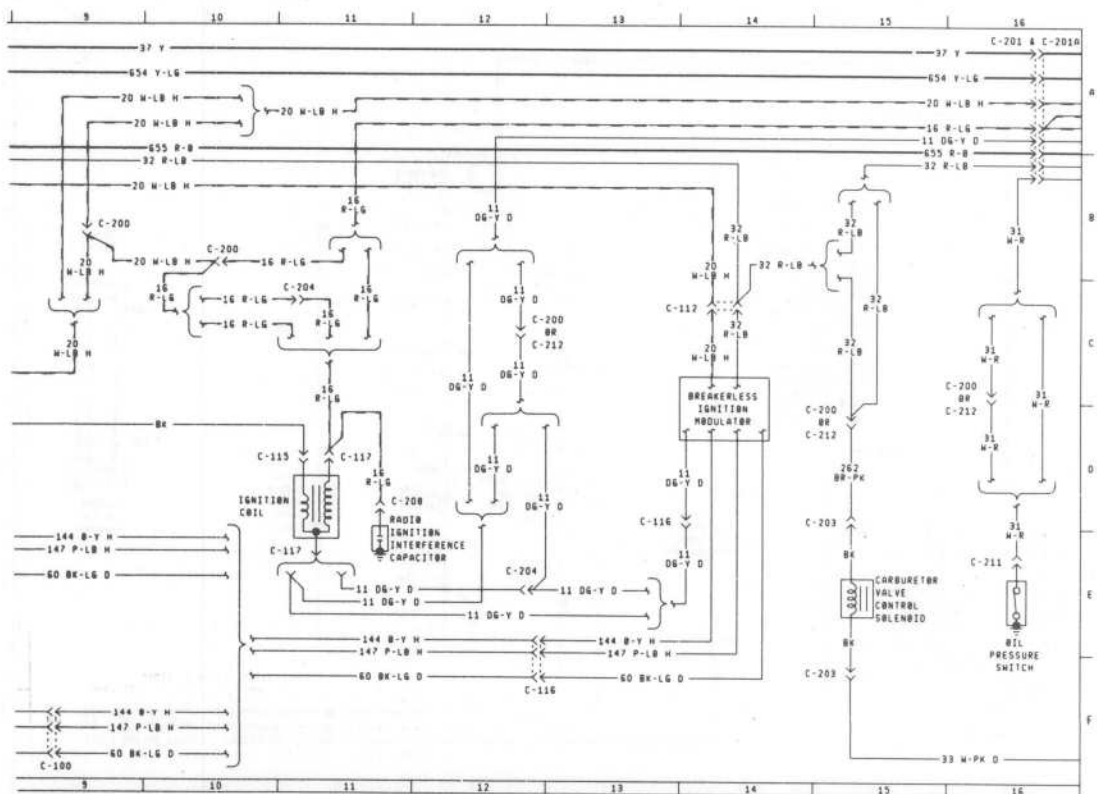 9 10 11 12 13 14 15 16
C-201 & C-201A
37 Y 37 Y
654 Y-LG 654 Y-LG
A
20 W-LB H 20 W-LB H 20 W-LB H
20 W-LB H 16 R-LG
11 DG-Y D
655 R-O 655 R-O
32 R-LB 32 R-LB
20 W-LB H
B
16 R-LG
11 DG-Y D
32 R-LB
32 R-LB
31 W-R
C-200
C-200
20 W-LB H
20 W-LB H
16 R-LG
32 R-LB
20 W-LB H
C-204
16 R-LG
16 R-LG
16 R-LG
16 R-LG
16 R-LG
11 DG-Y D
C-200 OR C-212
C-112
32 R-LB
32 R-LB
32 R-LB
C
20 W-LB H
20 W-LB H
11 DG-Y D
11 DG-Y D
31 W-R
31 W-R
16 R-LG
BREAKERLESS
IGNITION
MODULATOR
C-200 OR C-212
C-200 OR C-212
BK
C-115
C-117
16 R-LG
11 DG-Y D
11 DG-Y D
11 DG-Y D
262 BR-PK
31 W-R
D
IGNITION
COIL
C-208
RADIO
IGNITION
INTERFERENCE
CAPACITOR
C-116
C-203
31 W-R
144 O-Y H
147 P-LB H
C-117
11 DG-Y D
BK
C-211
60 BK-LG D
C-204
11 DG-Y D 11 DG-Y D
11 DG-Y D
11 DG-Y D
CARBURETOR
VALVE
CONTROL
SOLENOID
E
144 O-Y H 144 O-Y H
147 P-LB H 147 P-LB H
BK
OIL
PRESSURE
SWITCH
60 BK-LG D 60 BK-LG D
C-116
C-203
144 O-Y H
147 P-LB H
F
60 BK-LG D
C-100
33 W-PK D
9 10 11 12 13 14 15 16